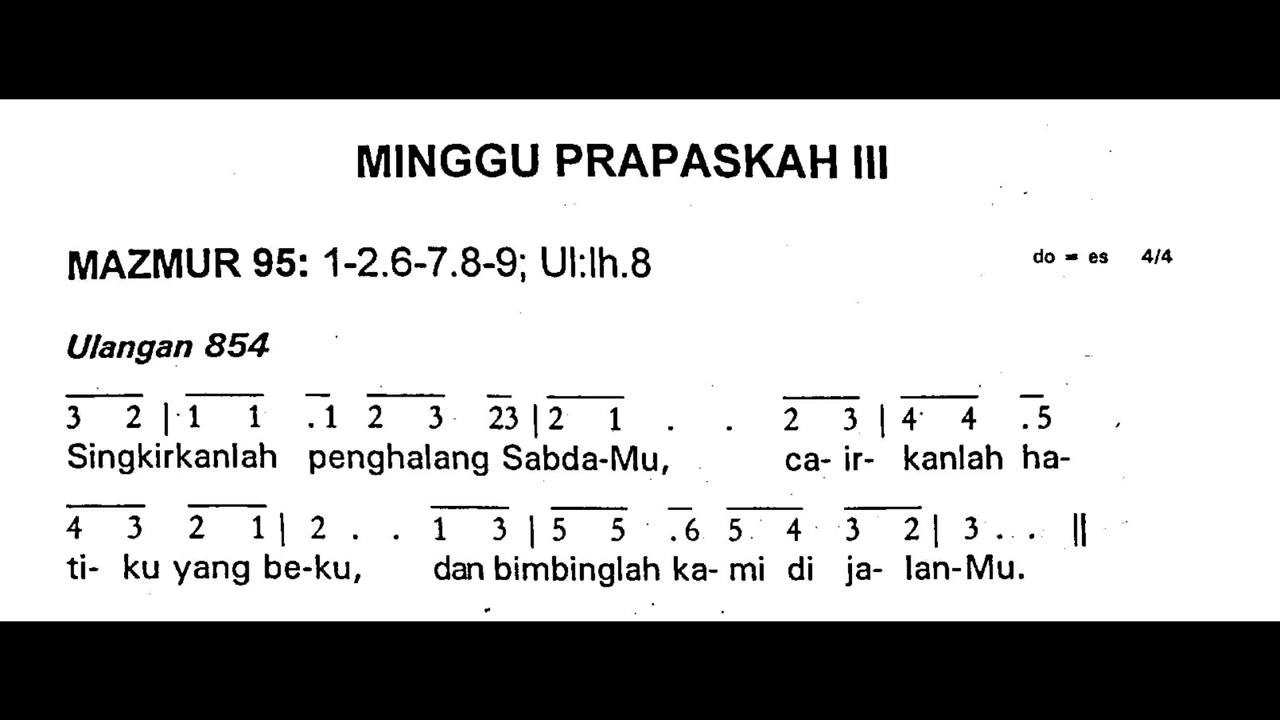 MINGGU PRAPASKAH III
MAZMUR 95: 1-2.6-7.8-9; Ul:lh.8
do = es 4/4
Ulangan 854
3 2 | 1 1 .1 2 3 23 | 2 1 . . 2 3 | 4 4 .5
Singkirkanlah penghalang Sabda-Mu, ca- ir- kanlah ha-
4 3 2 1 | 2 . . 1 3 | 5 5 .6 5 4 3 2 | 3 . . ||
ti- ku yang be-ku, dan bimbinglah ka- mi di ja- lan-Mu.